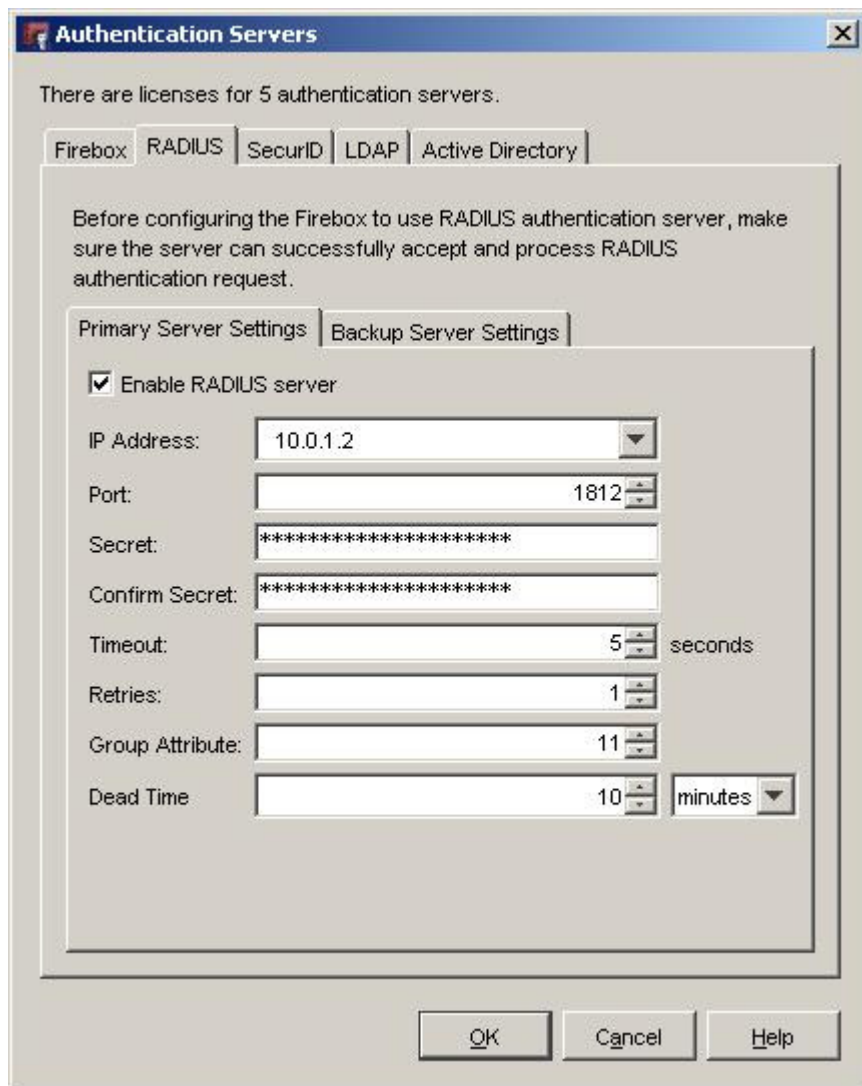 Authentication Servers
There are licenses for 5 authentication servers.
Firebox RADIUS SecurID LDAP Active Directory
Before configuring the Firebox to use RADIUS authentication server, make
sure the server can successfully accept and process RADIUS
authentication request.
Primary Server Settings Backup Server Settings
Enable RADIUS server
IP Address: 10.0.1.2
Port: 1812
Secret: *********************
Confirm Secret: *********************
Timeout: 5 seconds
Retries: 1
Group Attribute: 11
Dead Time 10 minutes
OK Cancel Help